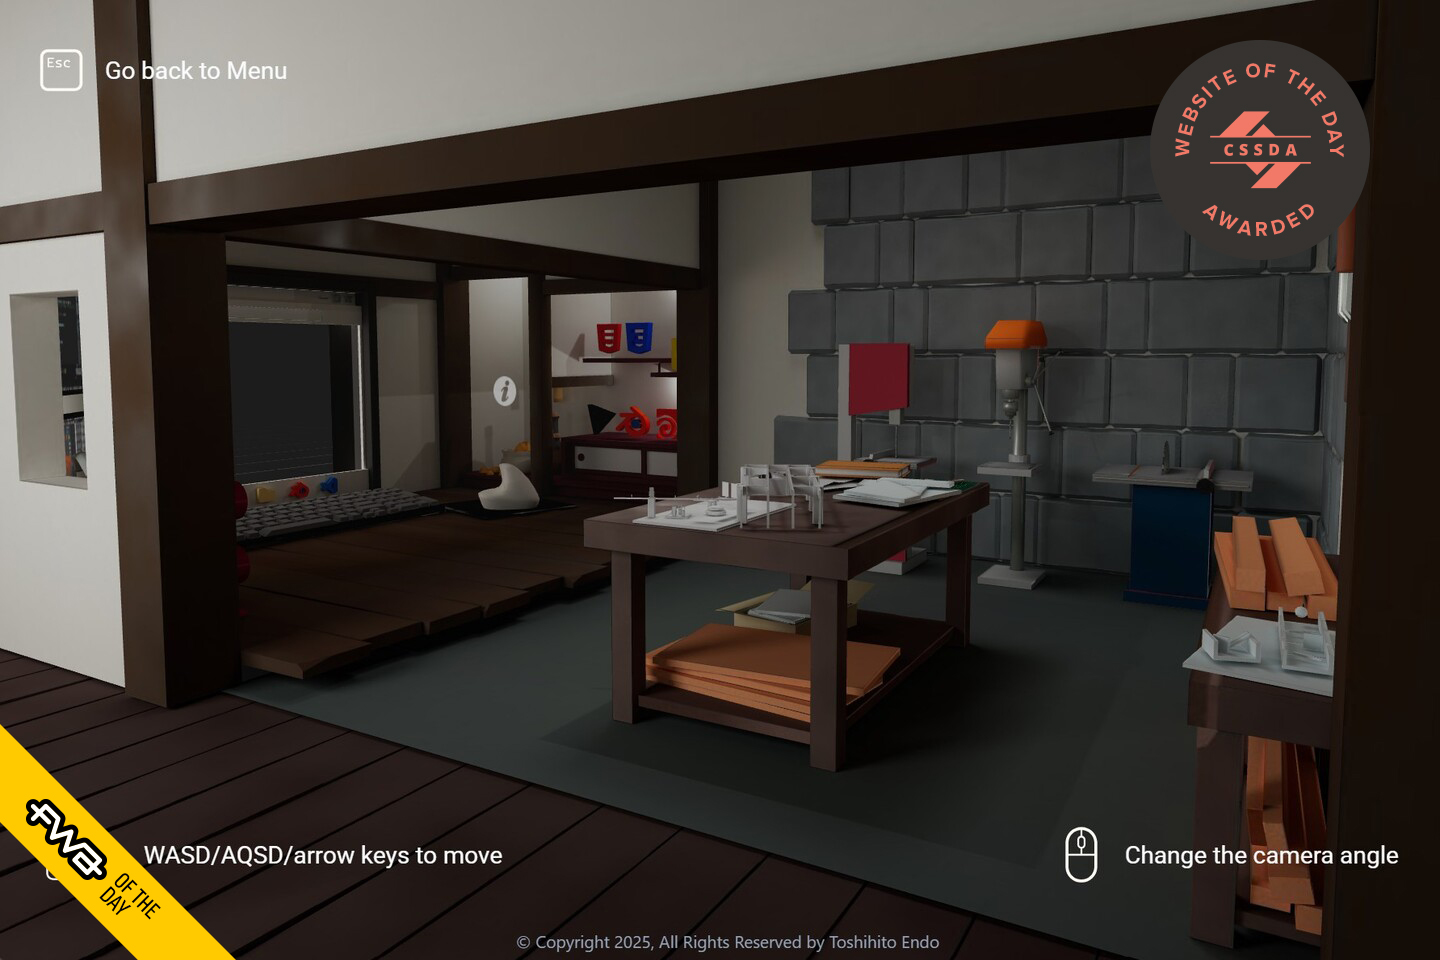 Esc
Go back to Menu
WEBSITE OF THE DAY
CSSDA
AWARDED
WASD/AQSD/arrow keys to move
Change the camera angle
fwa
OF THE
DAY
© Copyright 2025, All Rights Reserved by Toshihito Endo